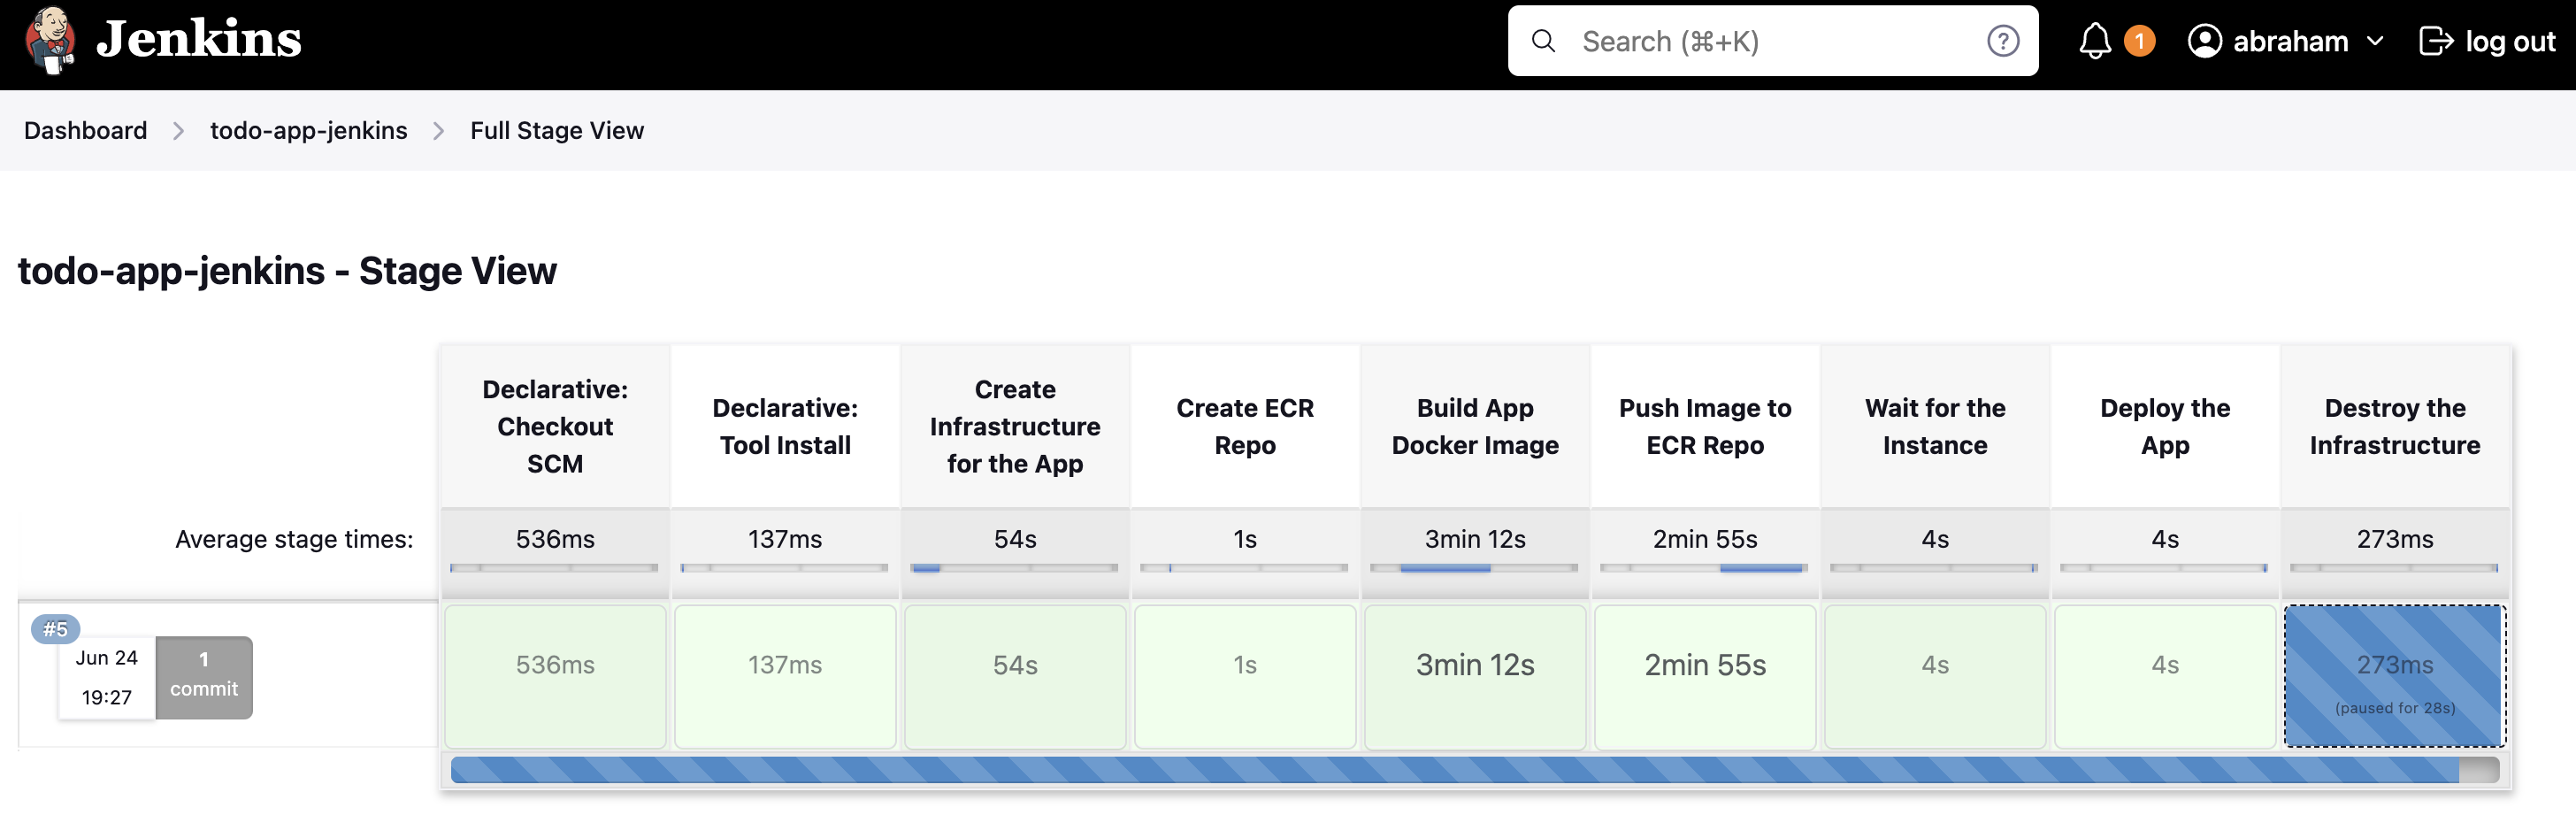 Jenkins
Search (⌘+K)
?
1
abraham
log out
Dashboard
todo-app-jenkins
Full Stage View
todo-app-jenkins - Stage View
Declarative:
Checkout
SCM
Declarative:
Tool Install
Create
Infrastructure
for the App
Create ECR
Repo
Build App
Docker Image
Push Image to
ECR Repo
Wait for the
Instance
Deploy the
App
Destroy the
Infrastructure
Average stage times:
536ms
137ms
54s
1s
3min 12s
2min 55s
4s
4s
273ms
#5
Jun 24
19:27
1
commit
536ms
137ms
54s
1s
3min 12s
2min 55s
4s
4s
273ms
(paused for 28s)